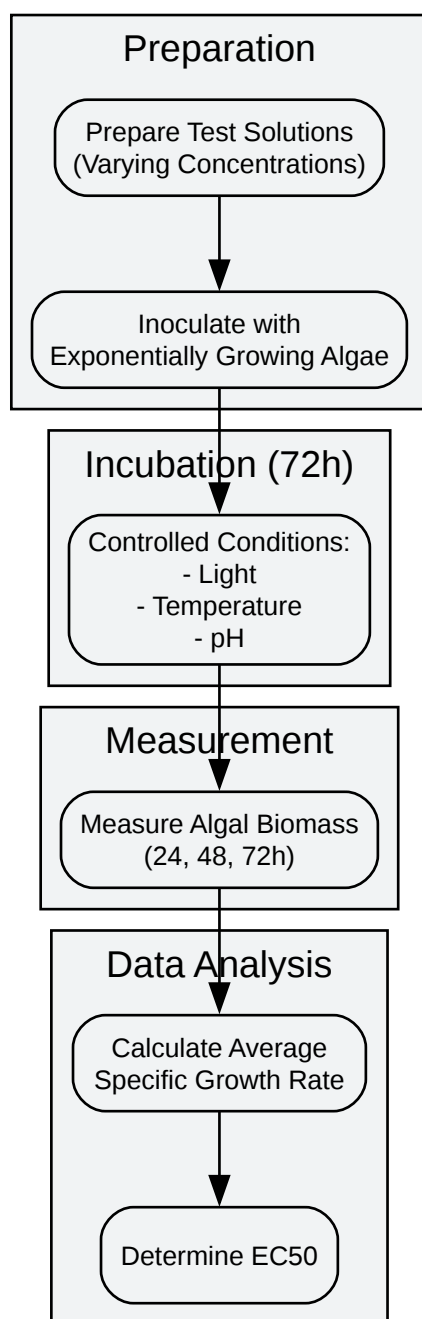 Preparation
Prepare Test Solutions
(Varying Concentrations)
Inoculate with
Exponentially Growing Algae
Incubation (72h)
Controlled Conditions:
- Light
- Temperature
- pH
Measurement
Measure Algal Biomass
(24, 48, 72h)
Data Analysis
Calculate Average
Specific Growth Rate
Determine EC50